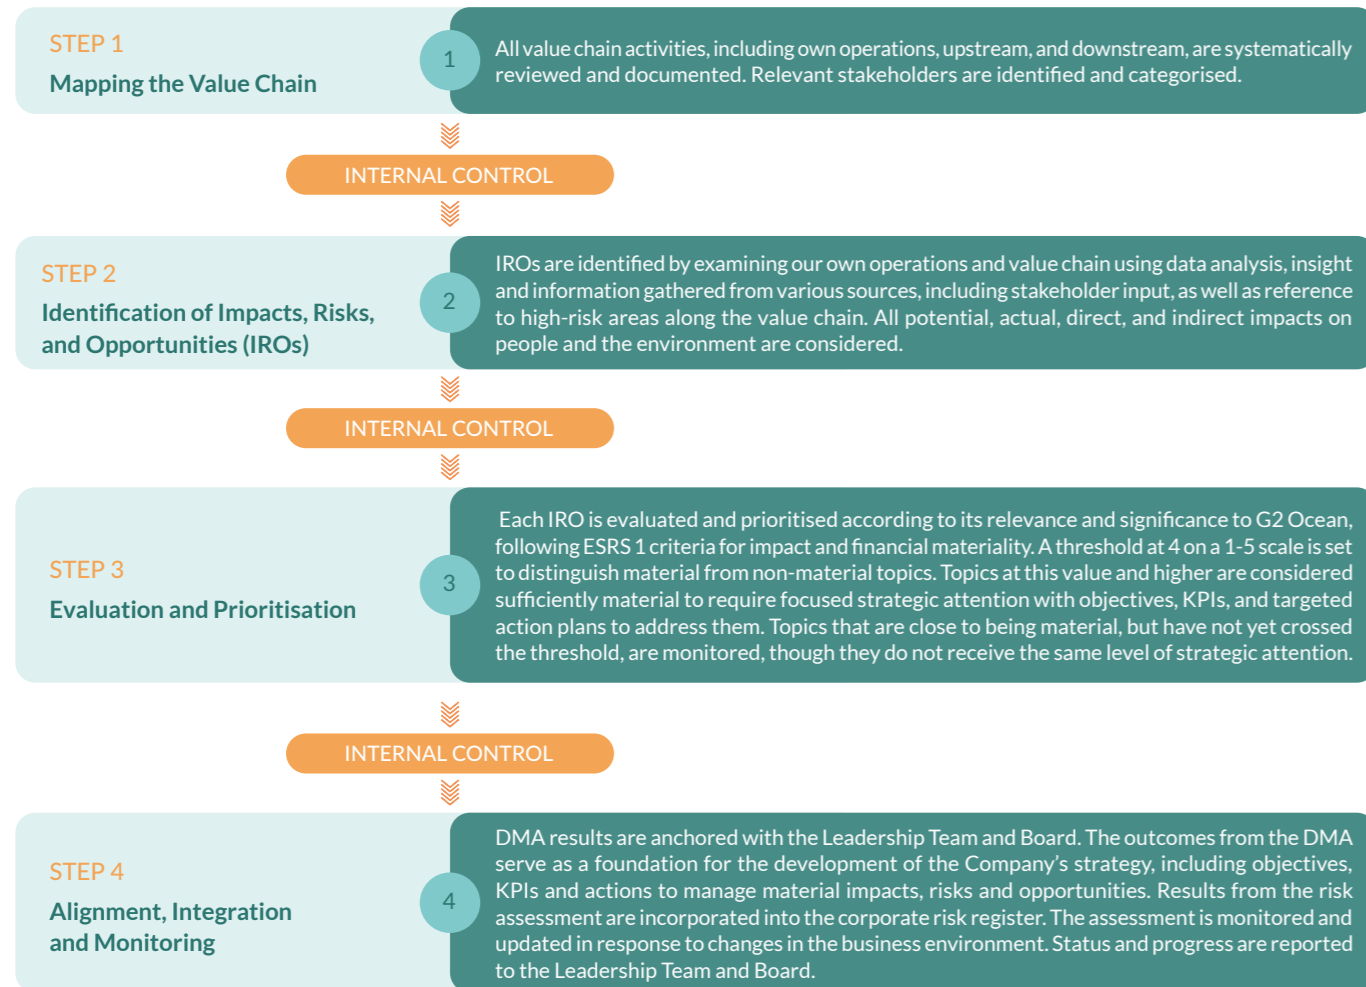 STEP 1
Mapping the Value Chain
1
All value chain activities, including own operations, upstream, and downstream, are systematically
reviewed and documented. Relevant stakeholders are identified and categorised.
INTERNAL CONTROL
STEP 2
Identification of Impacts, Risks,
and Opportunities (IROs)
2
IROs are identified by examining our own operations and value chain using data analysis, insight
and information gathered from various sources, including stakeholder input, as well as reference
to high-risk areas along the value chain. All potential, actual, direct, and indirect impacts on
people and the environment are considered.
INTERNAL CONTROL
STEP 3
Evaluation and Prioritisation
3
Each IRO is evaluated and prioritised according to its relevance and significance to G2 Ocean,
following ESRS 1 criteria for impact and financial materiality. A threshold at 4 on a 1-5 scale is set
to distinguish material from non-material topics. Topics at this value and higher are considered
sufficiently material to require focused strategic attention with objectives, KPIs, and targeted
action plans to address them. Topics that are close to being material, but have not yet crossed
the threshold, are monitored, though they do not receive the same level of strategic attention.
INTERNAL CONTROL
STEP 4
Alignment, Integration
and Monitoring
4
DMA results are anchored with the Leadership Team and Board. The outcomes from the DMA
serve as a foundation for the development of the Company's strategy, including objectives,
KPIs and actions to manage material impacts, risks and opportunities. Results from the risk
assessment are incorporated into the corporate risk register. The assessment is monitored and
updated in response to changes in the business environment. Status and progress are reported
to the Leadership Team and Board.